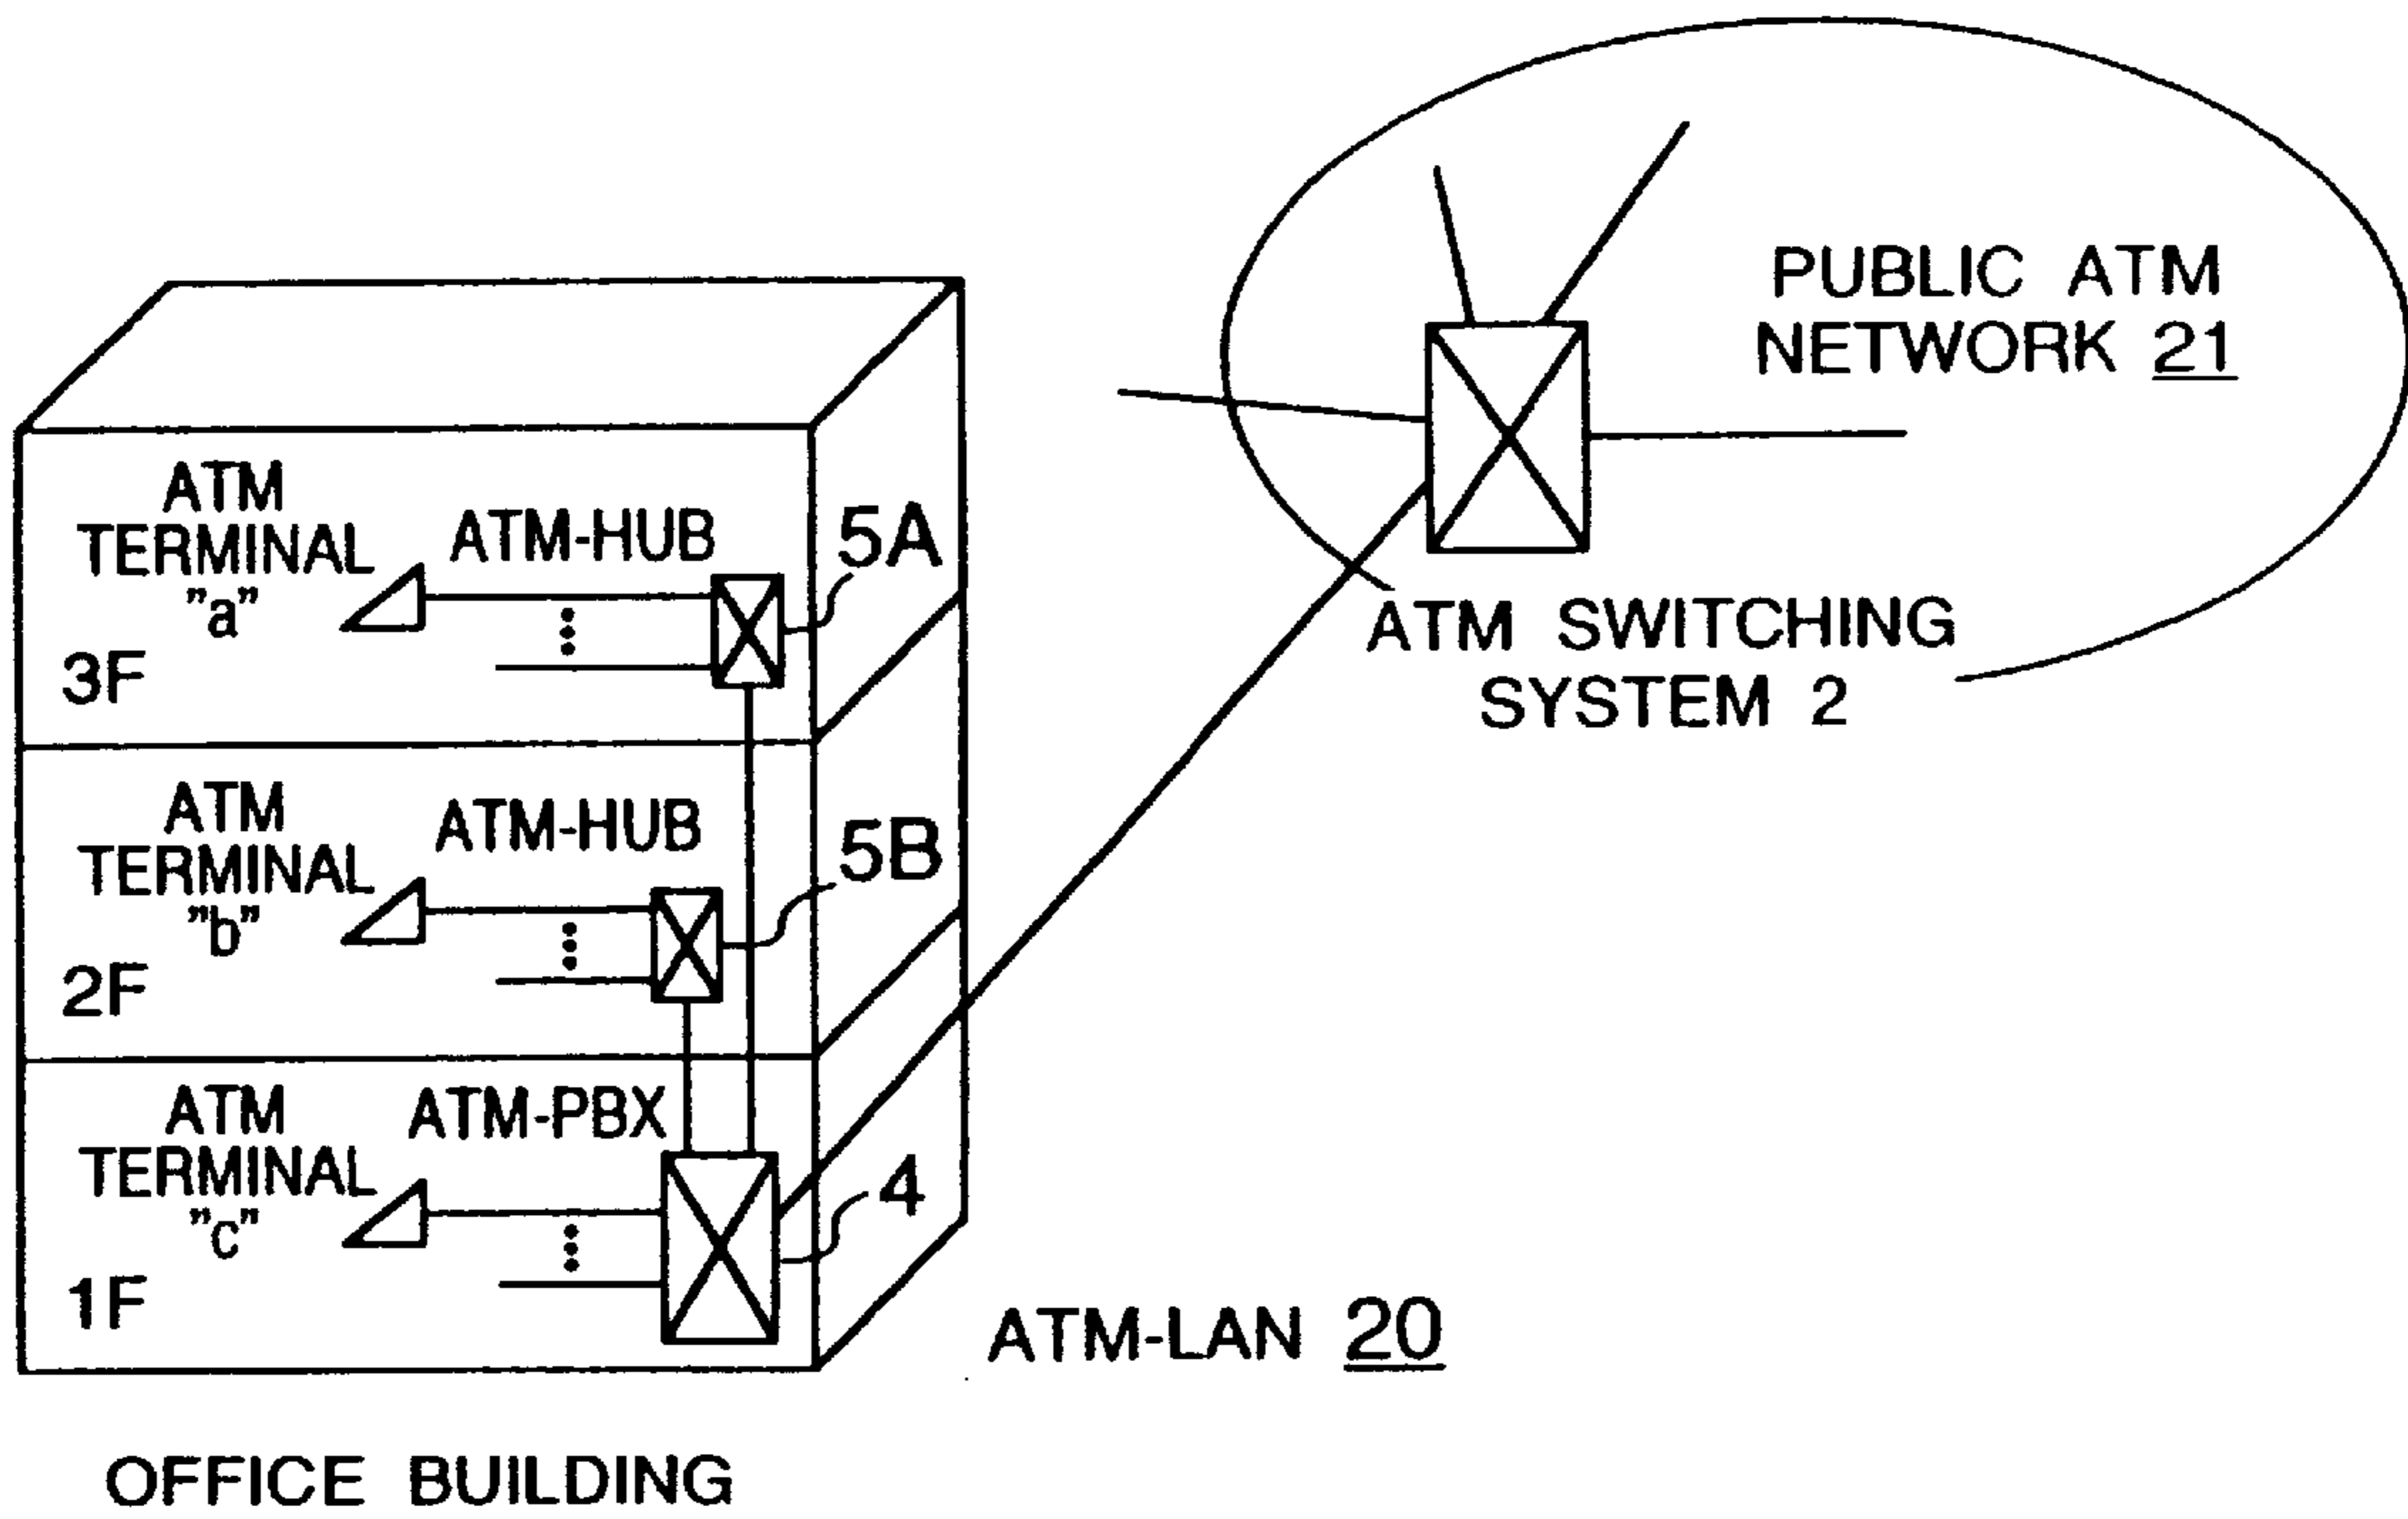 PUBLIC ATM
NETWORK 21
ATM SWITCHING
SYSTEM 2
ATM
TERMINAL
"a"
ATM-HUB
5A
3F
ATM
TERMINAL
"b"
ATM-HUB
5B
2F
ATM
TERMINAL
"c"
ATM-PBX
4
1F
ATM-LAN 20
OFFICE BUILDING